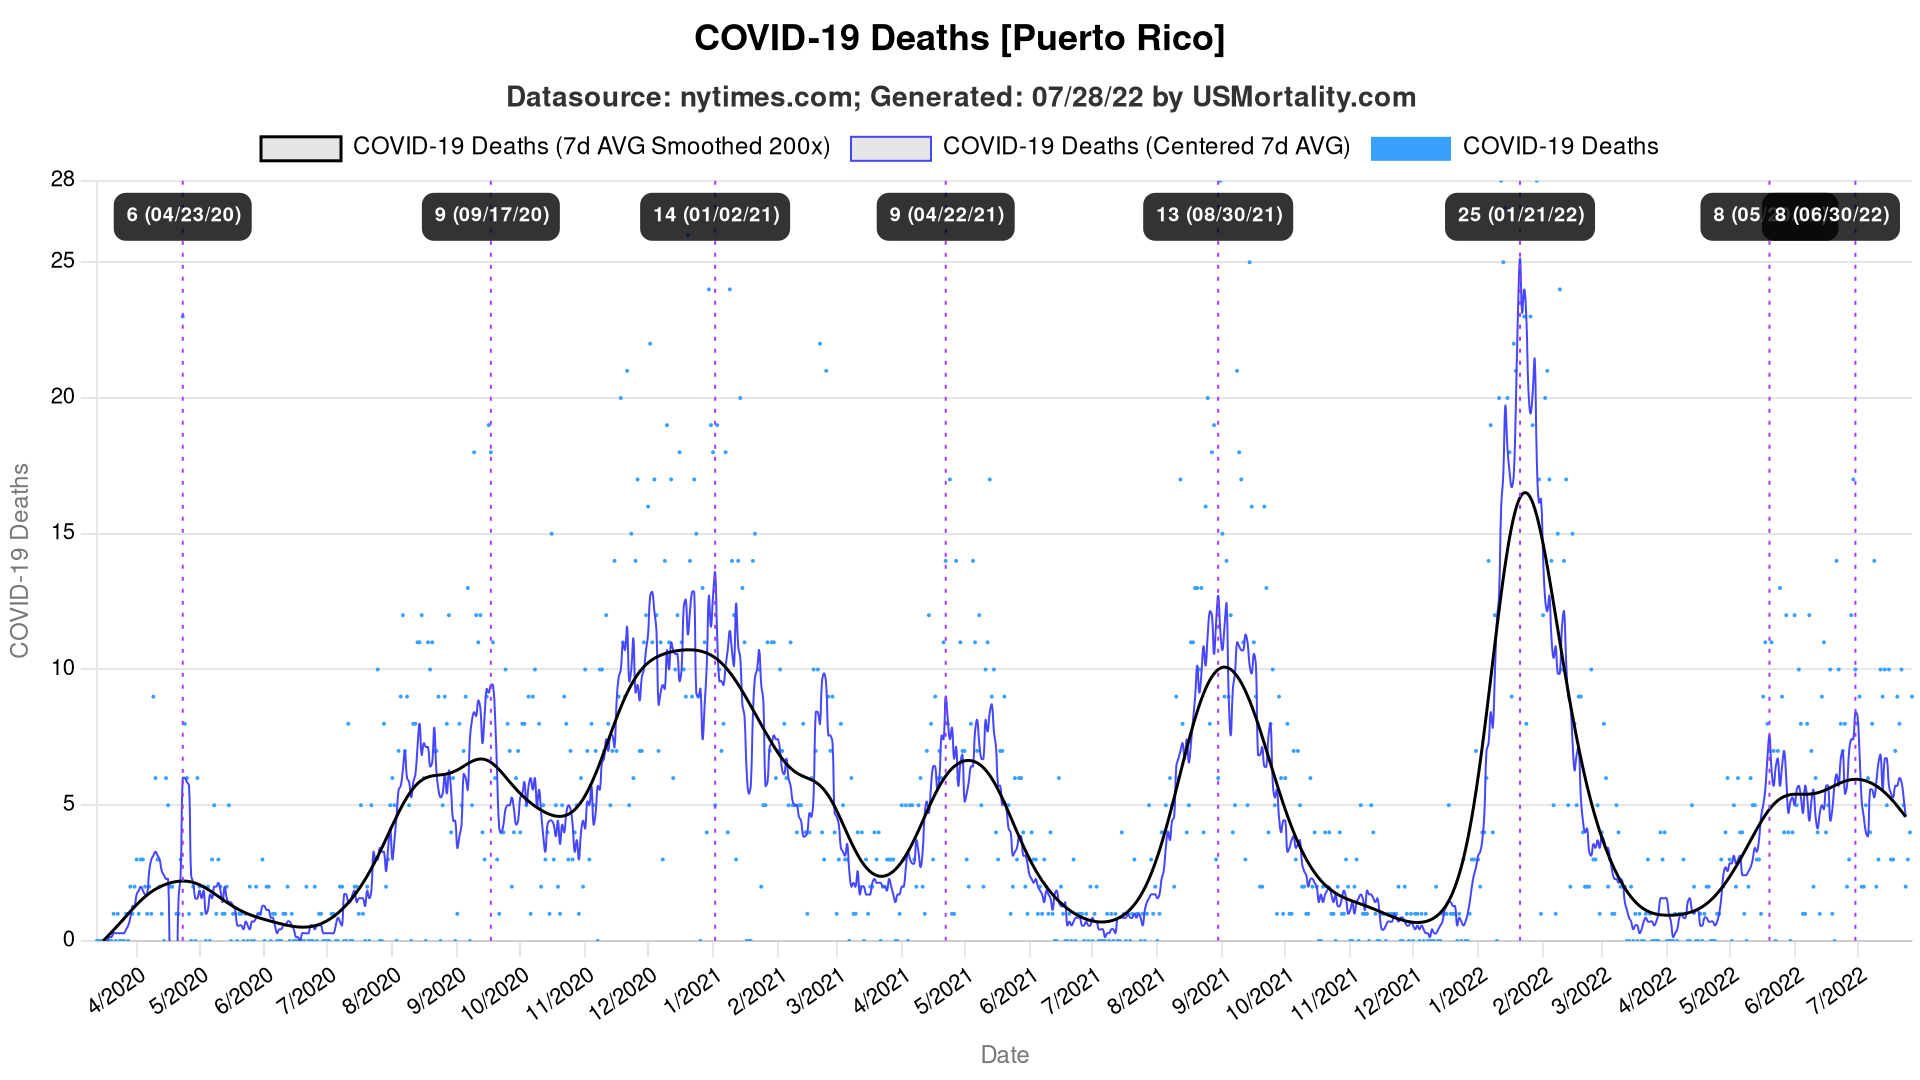 COVID-19 Deaths [Puerto Rico]
Datasource: nytimes.com; Generated: 07/28/22 by USMortality.com
COVID-19 Deaths (7d AVG Smoothed 200x) COVID-19 Deaths (Centered 7d AVG) COVID-19 Deaths
28
6 (04/23/20) 9 (09/17/20) 14 (01/02/21) 9 (04/22/21) 13 (08/30/21) 25 (01/21/22) 8 (05/ 8 (06/30/22)
25
20
15
10
5
0
COVID-19 Deaths
4/2020 5/2020 6/2020 7/2020 8/2020 9/2020 10/2020 11/2020 12/2020 1/2021 2/2021 3/2021 4/2021 5/2021 6/2021 7/2021 8/2021 9/2021 10/2021 11/2021 12/2021 1/2022 2/2022 3/2022 4/2022 5/2022 6/2022 7/2022
Date